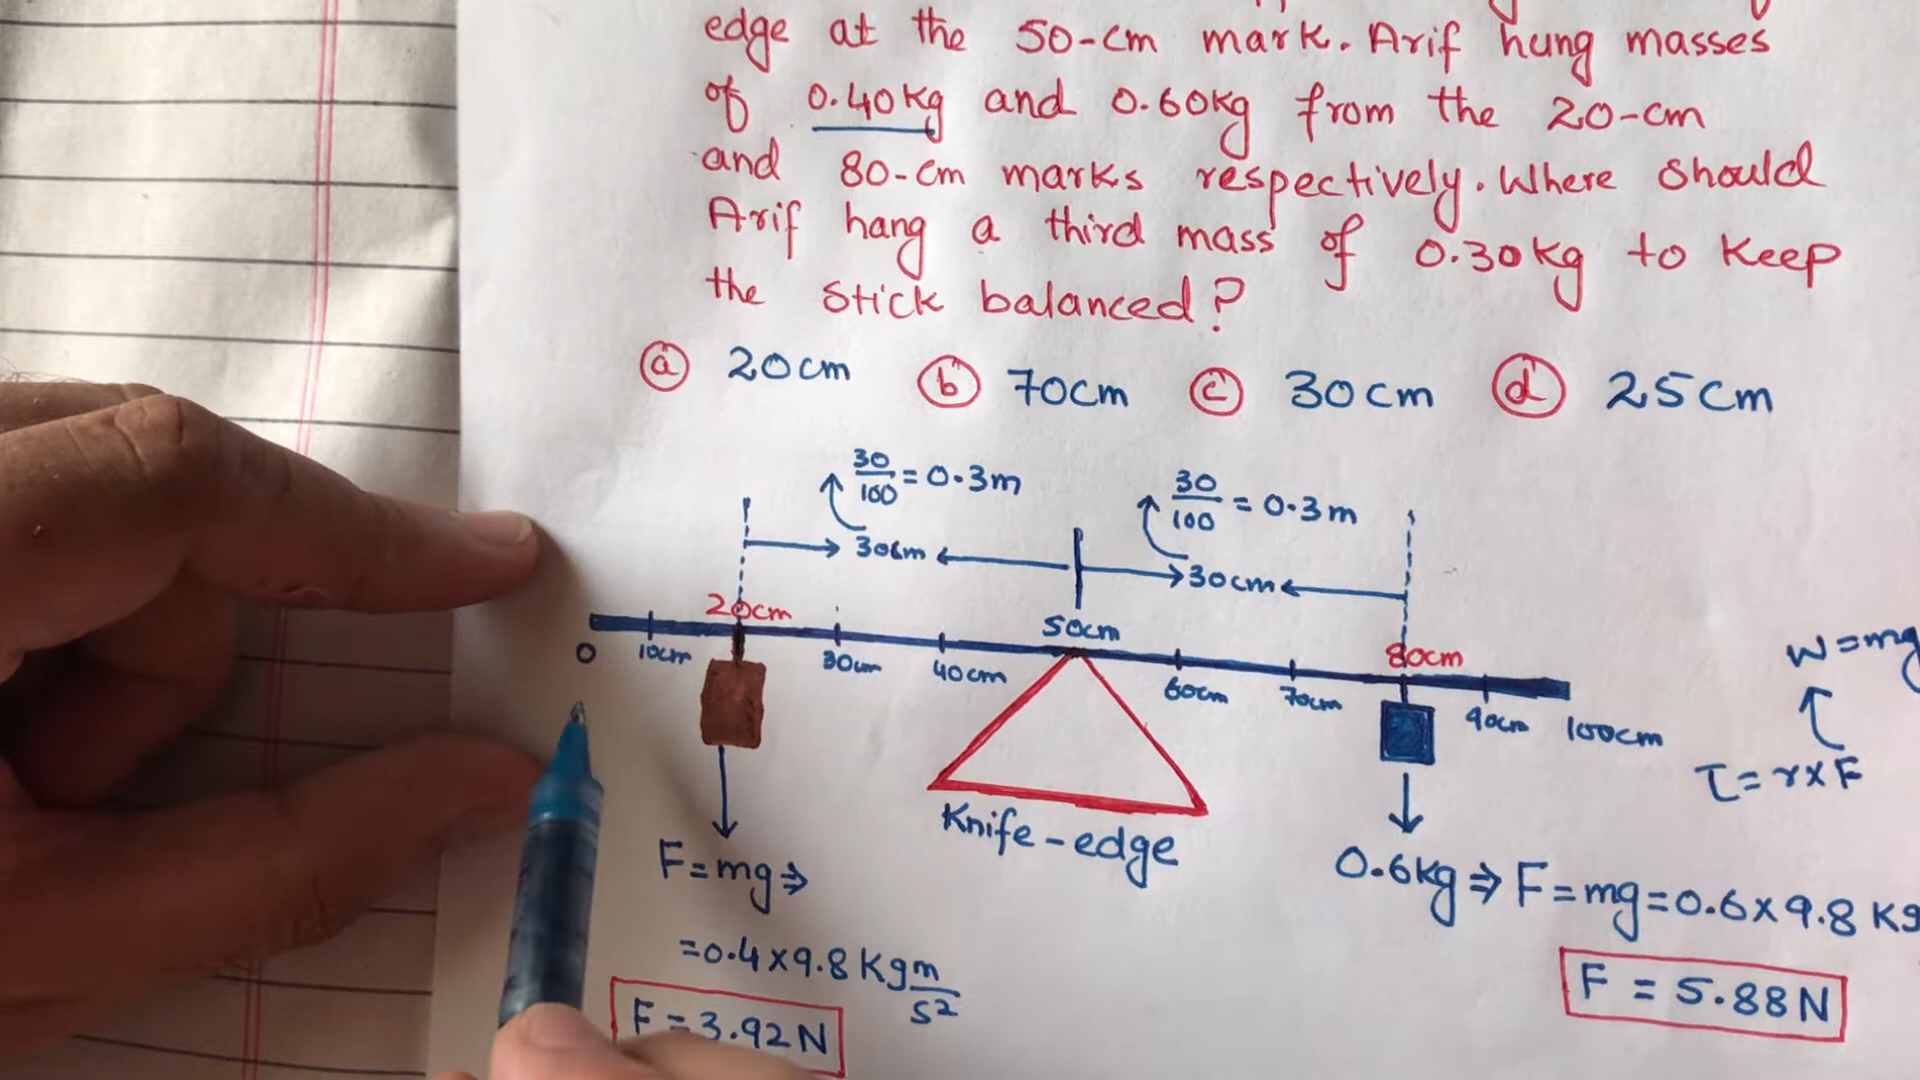 edge at the 50-cm mark. Arif hung masses
of 0.40kg and 0.60kg from the 20-cm
and 80-cm marks respectively. Where should
Arif hang a third mass of 0.30kg to keep
the stick balanced?
a 20cm b 70cm c 30cm d 25cm
30/100 = 0.3m 30/100 = 0.3m
30cm 30cm
20cm 50cm 80cm
0 10cm 30cm 40cm 60cm 70cm 90cm 100cm
W=mg
τ = r×F
Knife-edge
F=mg⇒
=0.4×9.8 Kgm/s²
F=3.92N
0.6kg ⇒ F=mg=0.6×9.8 Kg
F = 5.88N